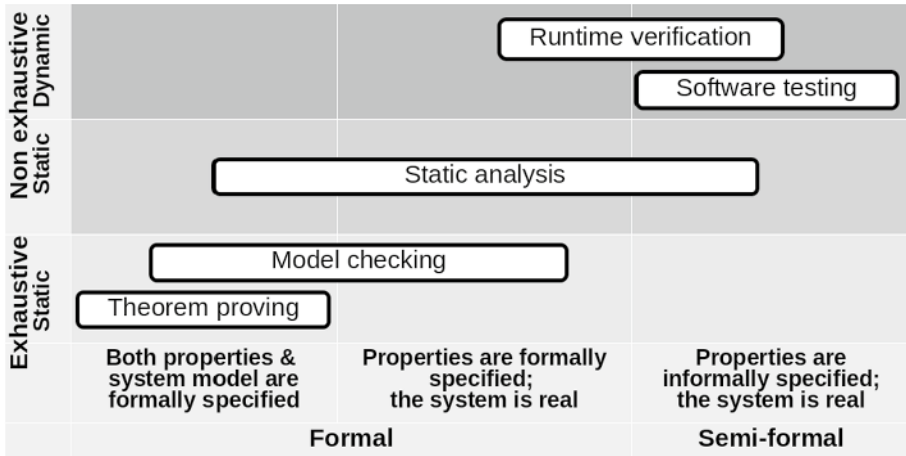 Non exhaustive
Dynamic
Runtime verification
Software testing
Static
Static analysis
Exhaustive
Static
Model checking
Theorem proving
Both properties &
system model are
formally specified
Properties are formally
specified;
the system is real
Properties are
informally specified;
the system is real
Formal
Semi-formal